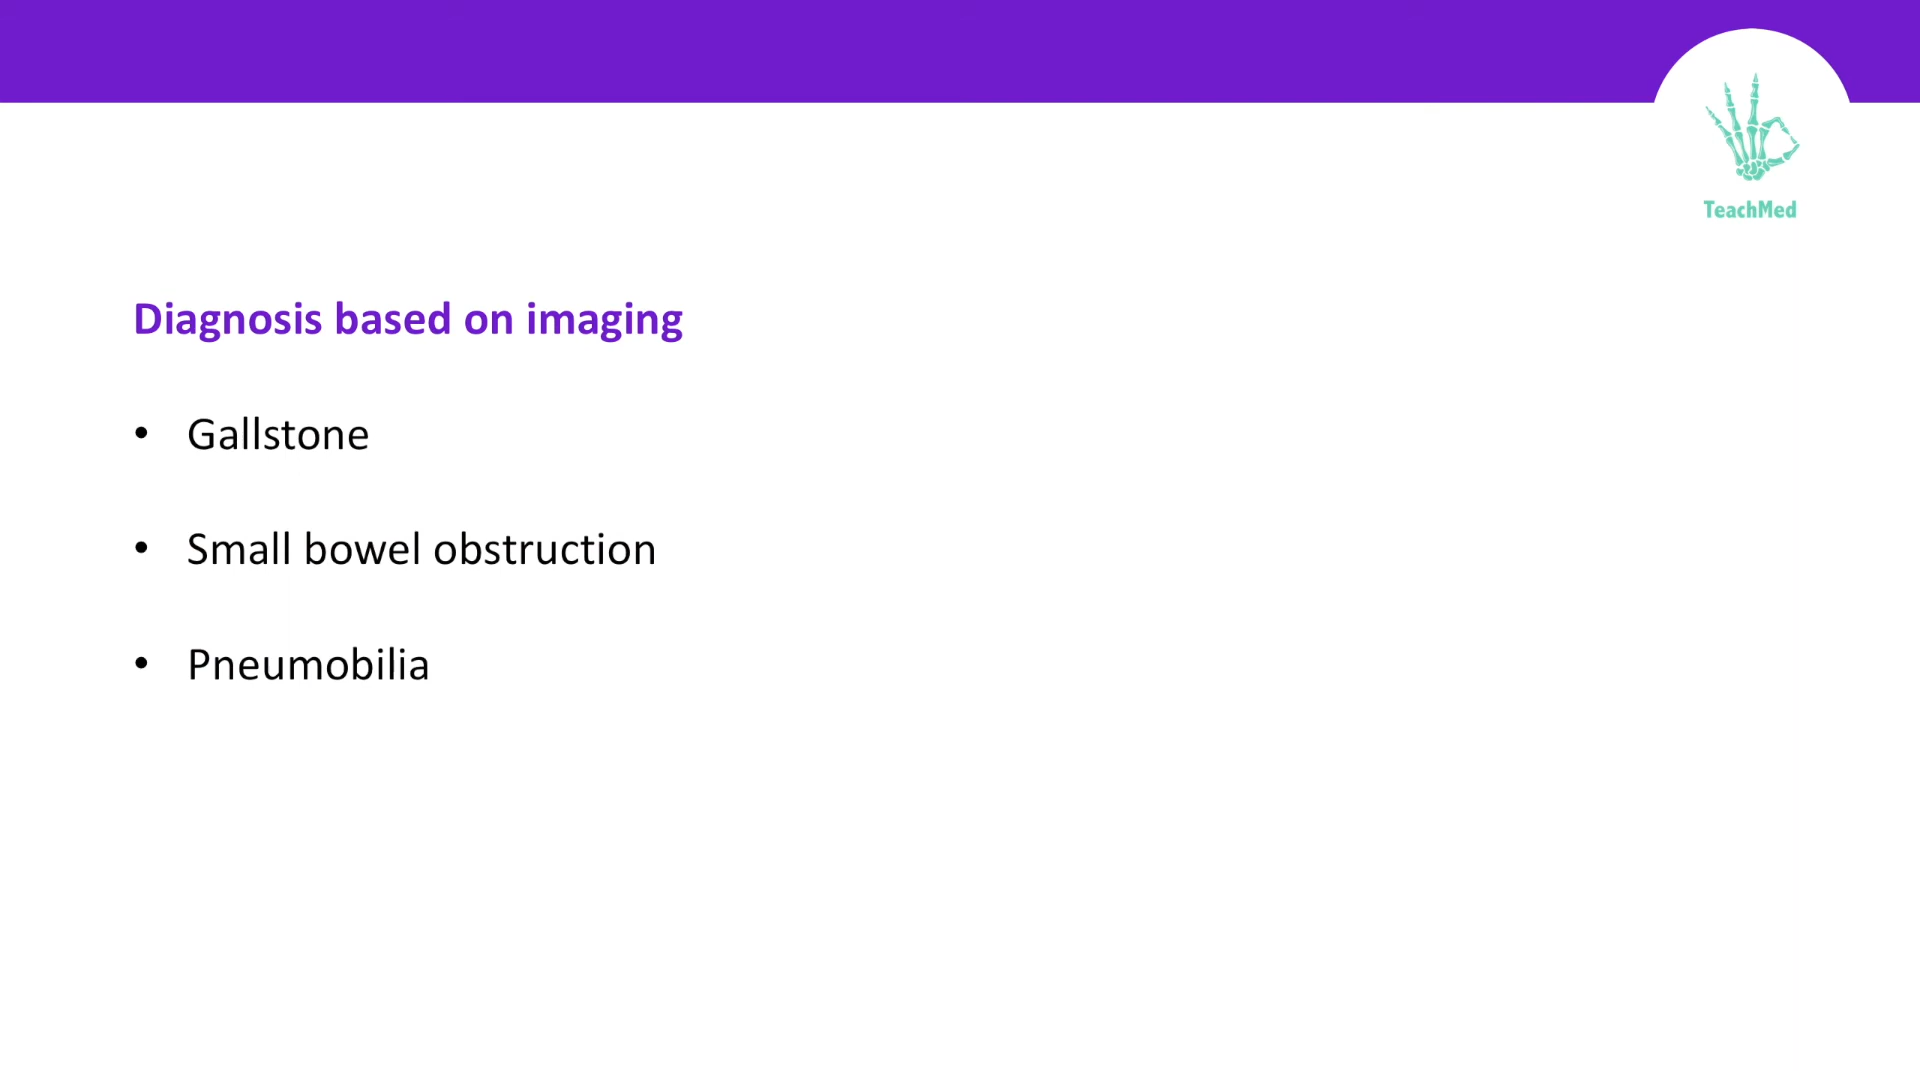 TeachMed
Diagnosis based on imaging
• Gallstone
• Small bowel obstruction
• Pneumobilia